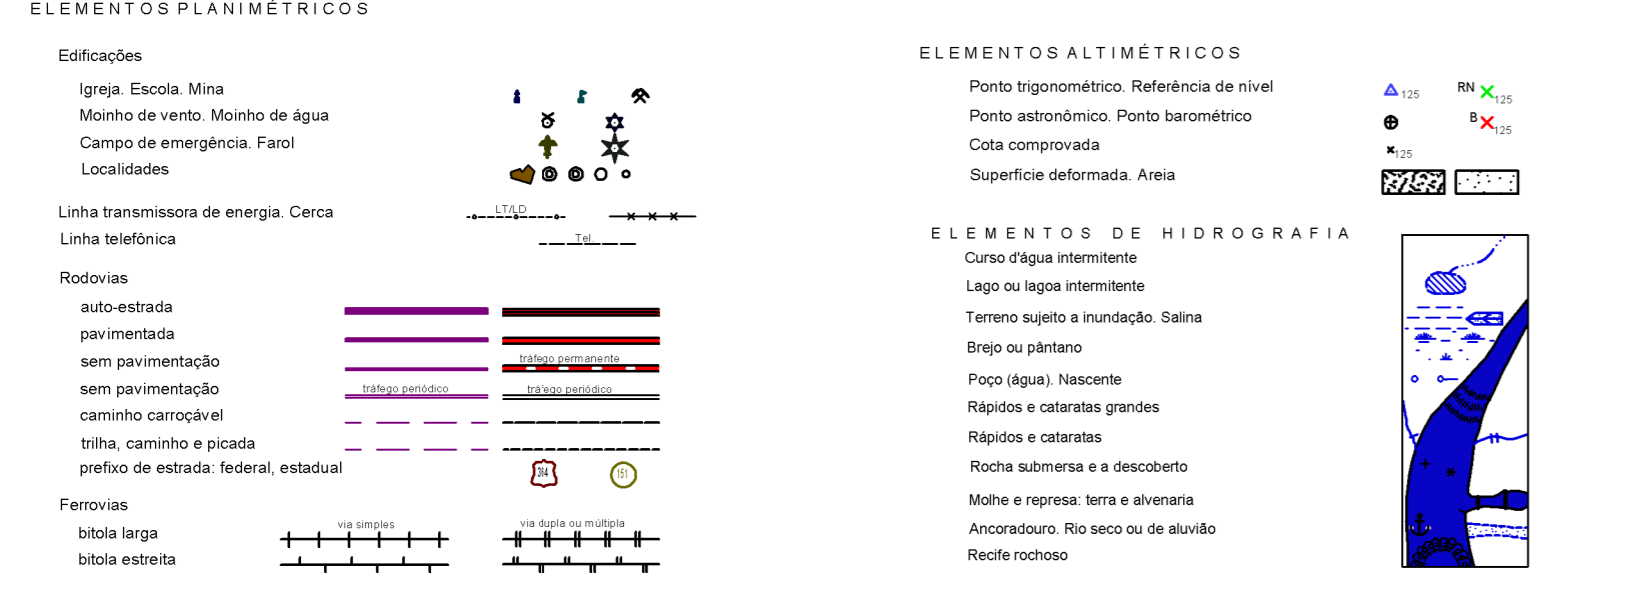 ELEMENTOS PLANIMÉTRICOS
Edificações
Igreja. Escola. Mina
Moinho de vento. Moinho de água
Campo de emergência. Farol
Localidades
Linha transmissora de energia. Cerca
LT/LD
Linha telefônica
Tel.
Rodovias
auto-estrada
pavimentada
sem pavimentação
tráfego permanente
sem pavimentação
tráfego periódico
tráfego periódico
caminho carroçável
trilha, caminho e picada
prefixo de estrada: federal, estadual
364
151
Ferrovias
via simples
via dupla ou múltipla
bitola larga
bitola estreita
ELEMENTOS ALTIMÉTRICOS
Ponto trigonométrico. Referência de nível
125
RN
125
Ponto astronômico. Ponto barométrico
B
125
Cota comprovada
125
Superfície deformada. Areia
ELEMENTOS DE HIDROGRAFIA
Curso d'água intermitente
Lago ou lagoa intermitente
Terreno sujeito a inundação. Salina
Brejo ou pântano
Poço (água). Nascente
Rápidos e cataratas grandes
Rápidos e cataratas
Rocha submersa e a descoberto
Molhe e represa: terra e alvenaria
Ancoradouro. Rio seco ou de aluvião
Recife rochoso